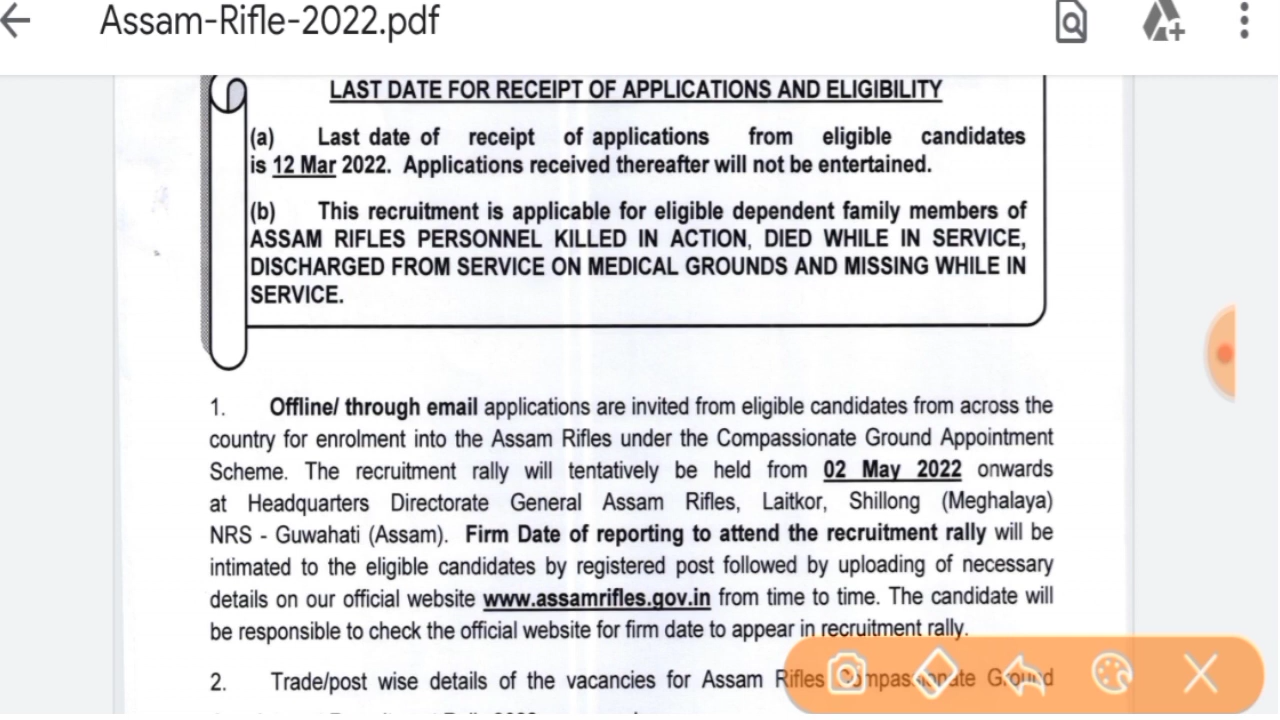 Assam-Rifle-2022.pdf
LAST DATE FOR RECEIPT OF APPLICATIONS AND ELIGIBILITY
(a) Last date of receipt of applications from eligible candidates
is 12 Mar 2022. Applications received thereafter will not be entertained.
(b) This recruitment is applicable for eligible dependent family members of
ASSAM RIFLES PERSONNEL KILLED IN ACTION, DIED WHILE IN SERVICE,
DISCHARGED FROM SERVICE ON MEDICAL GROUNDS AND MISSING WHILE IN
SERVICE.
1. Offline/ through email applications are invited from eligible candidates from across the
country for enrolment into the Assam Rifles under the Compassionate Ground Appointment
Scheme. The recruitment rally will tentatively be held from 02 May 2022 onwards
at Headquarters Directorate General Assam Rifles, Laitkor, Shillong (Meghalaya)
NRS - Guwahati (Assam). Firm Date of reporting to attend the recruitment rally will be
intimated to the eligible candidates by registered post followed by uploading of necessary
details on our official website www.assamrifles.gov.in from time to time. The candidate will
be responsible to check the official website for firm date to appear in recruitment rally.
2. Trade/post wise details of the vacancies for Assam Rifles Compassionate Ground